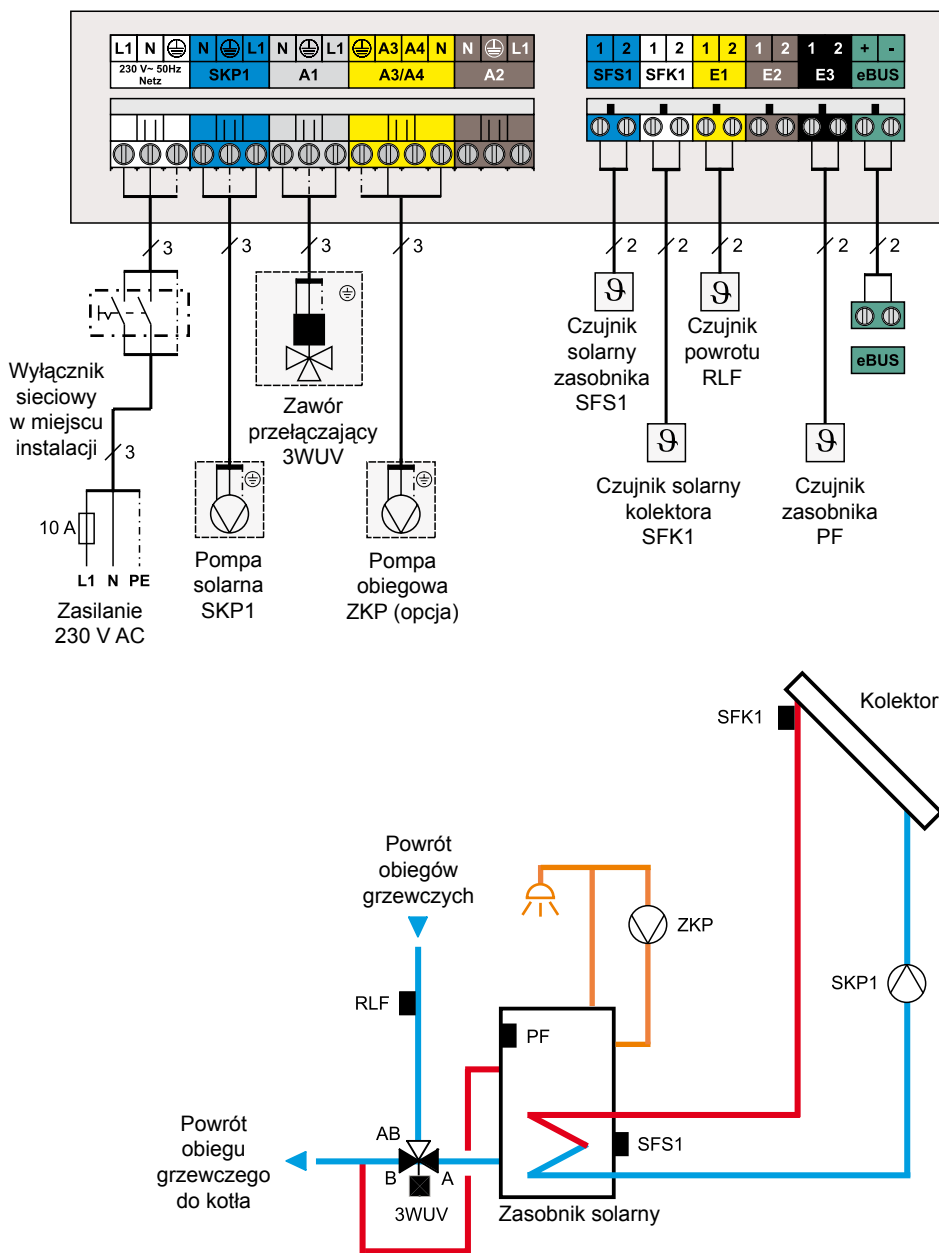 L1 N N L1 N L1 A3 A4 N N L1
230 V~ 50Hz
Netz
SKP1 A1 A3/A4 A2
1 2 1 2 1 2 1 2 1 2 + -
SFS1 SFK1 E1 E2 E3 eBUS
3 3 3 3 2 2 2 2 2
Wyłącznik
sieciowy
w miejscu
instalacji
3
10 A
L1 N PE
Zasilanie
230 V AC
Pompa
solarna
SKP1
Zawór
przełączający
3WUV
Pompa
obiegowa
ZKP (opcja)
ϑ
Czujnik
solarny
zasobnika
SFS1
ϑ
Czujnik
powrotu
RLF
eBUS
ϑ
Czujnik solarny
kolektora
SFK1
ϑ
Czujnik
zasobnika
PF
SFK1
Kolektor
Powrót
obiegów
grzewczych
ZKP
SKP1
RLF
PF
Powrót
obiegu
grzewczego
do kotła
AB
B A
3WUV
SFS1
Zasobnik solarny